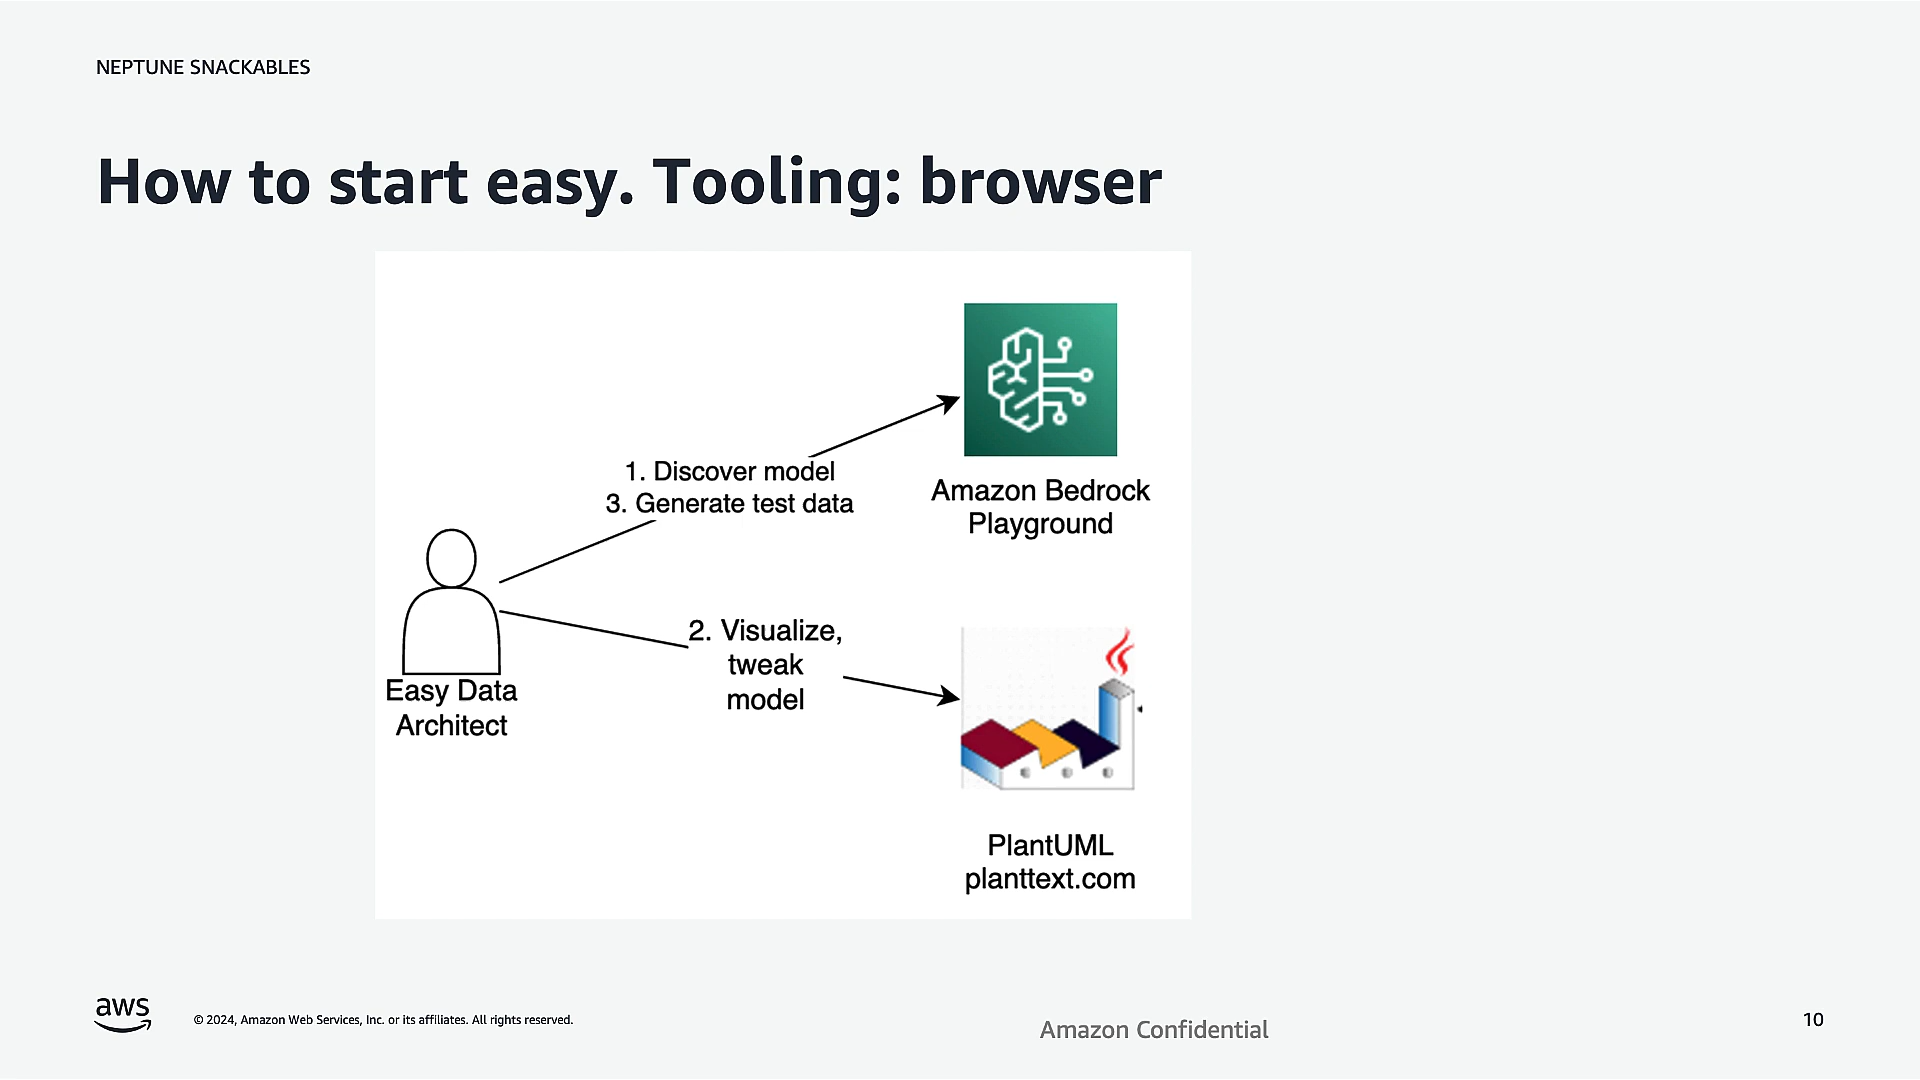 NEPTUNE SNACKABLES
How to start easy. Tooling: browser
1. Discover model
3. Generate test data
Amazon Bedrock
Playground
Easy Data
Architect
2. Visualize,
tweak
model
PlantUML
planttext.com
aws
© 2024, Amazon Web Services, Inc. or its affiliates. All rights reserved.
Amazon Confidential
10